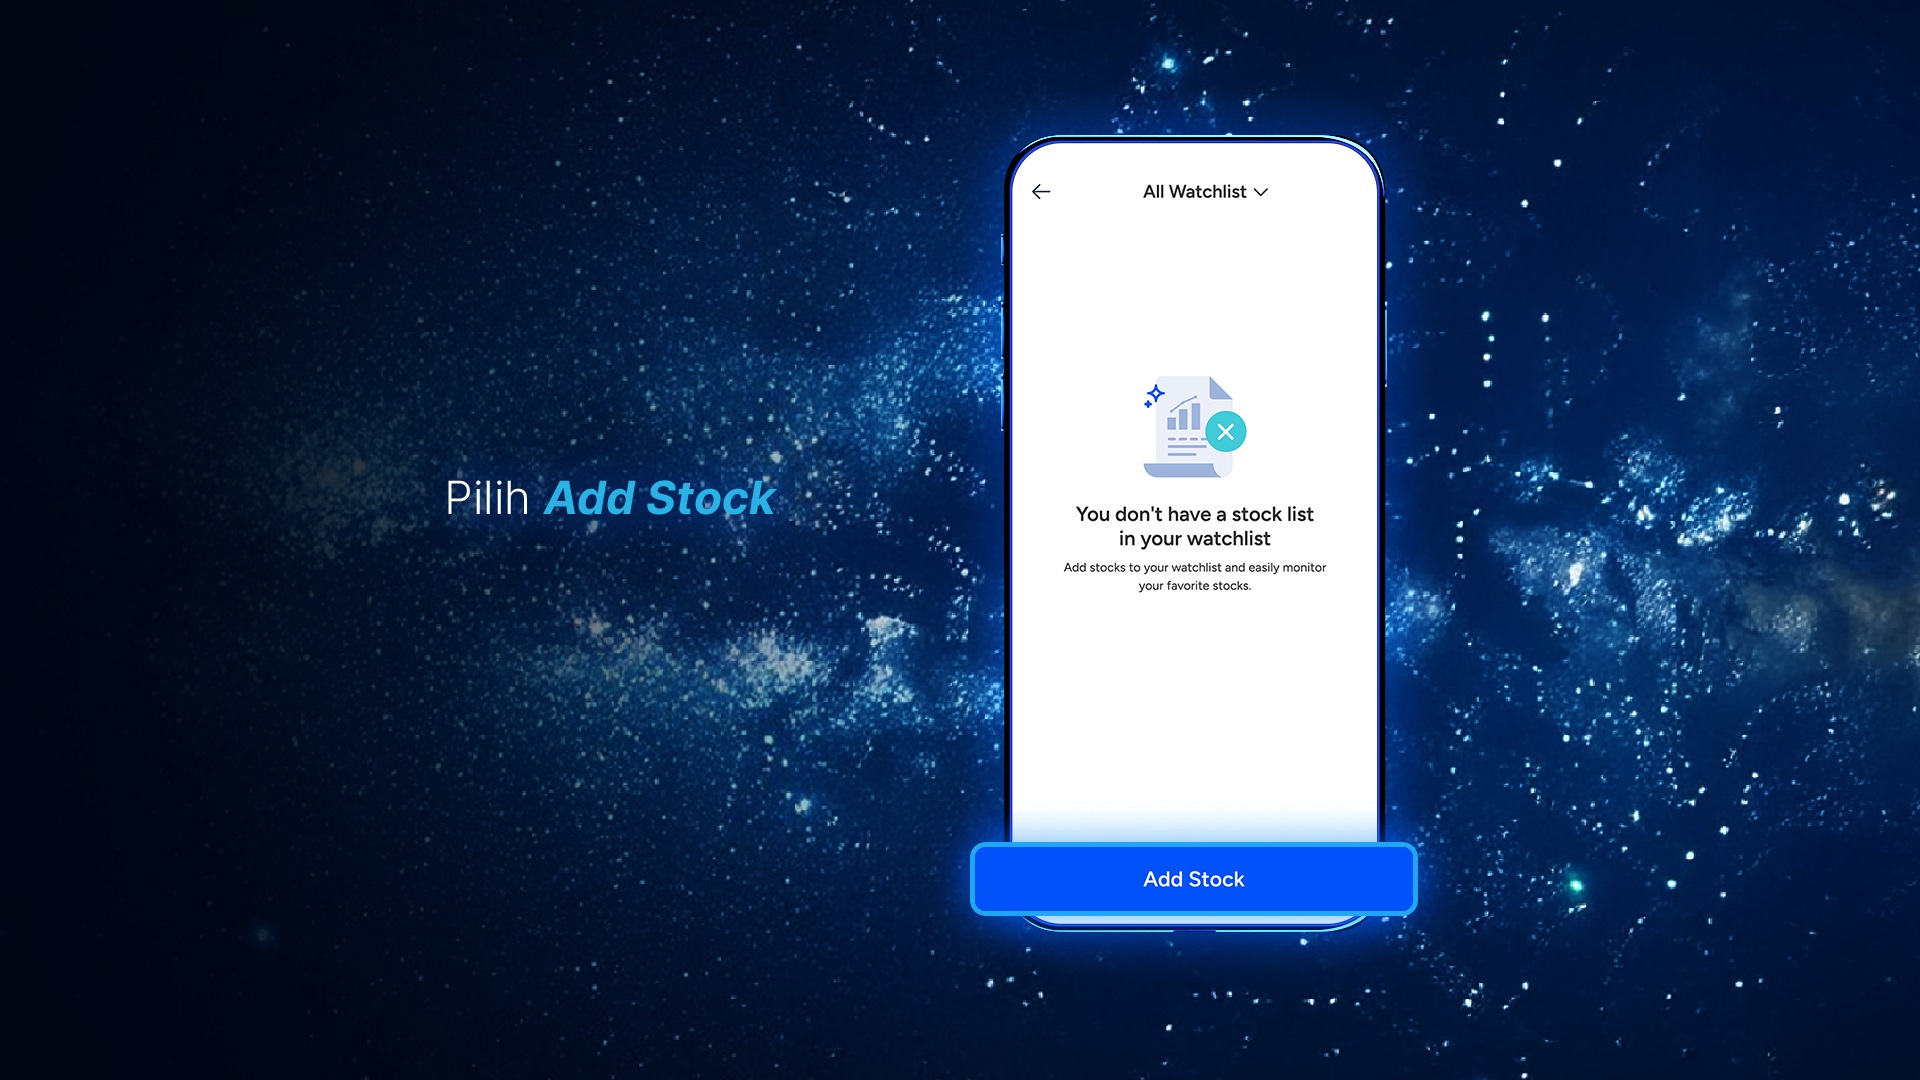 Pilih Add Stock
All Watchlist
You don't have a stock list
in your watchlist
Add stocks to your watchlist and easily monitor
your favorite stocks.
Add Stock